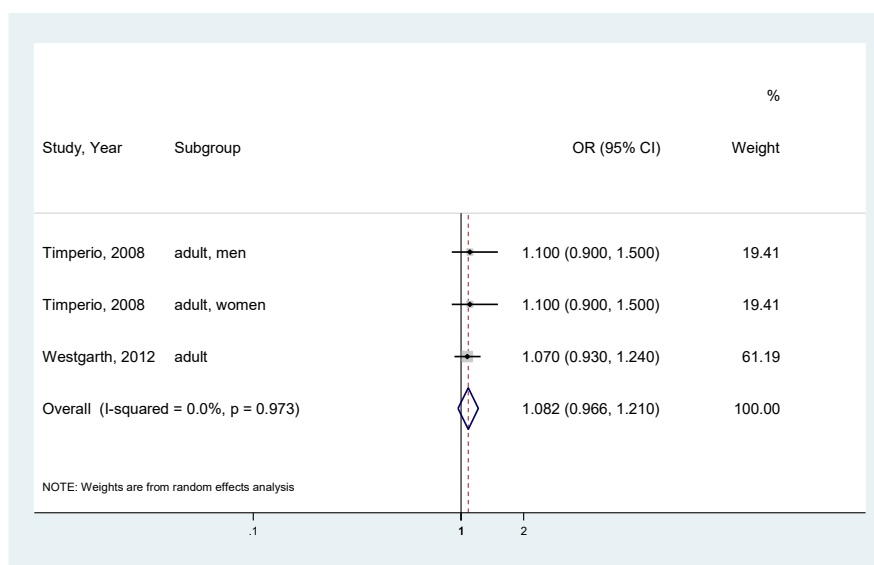 %
Study, Year Subgroup OR (95% CI) Weight
Timperio, 2008 adult, men 1.100 (0.900, 1.500) 19.41
Timperio, 2008 adult, women 1.100 (0.900, 1.500) 19.41
Westgarth, 2012 adult 1.070 (0.930, 1.240) 61.19
Overall (I-squared = 0.0%, p = 0.973) 1.082 (0.966, 1.210) 100.00
NOTE: Weights are from random effects analysis
.1 1 2